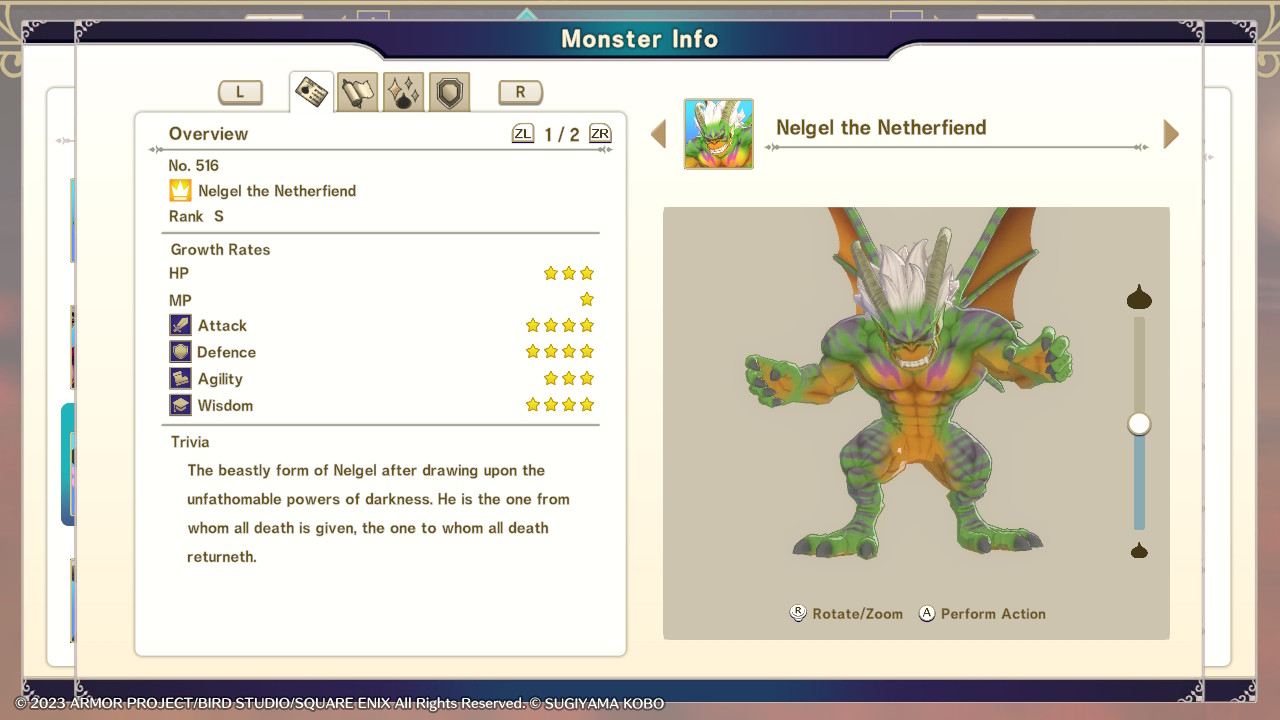 Monster Info
L
R
Overview
ZL 1 / 2 ZR
No. 516
Nelgel the Netherfiend
Rank S
Growth Rates
HP
MP
Attack
Defence
Agility
Wisdom
Trivia
The beastly form of Nelgel after drawing upon the
unfathomable powers of darkness. He is the one from
whom all death is given, the one to whom all death
returneth.
Nelgel the Netherfiend
R Rotate/Zoom A Perform Action
© 2023 ARMOR PROJECT/BIRD STUDIO/SQUARE ENIX All Rights Reserved. © SUGIYAMA KOBO